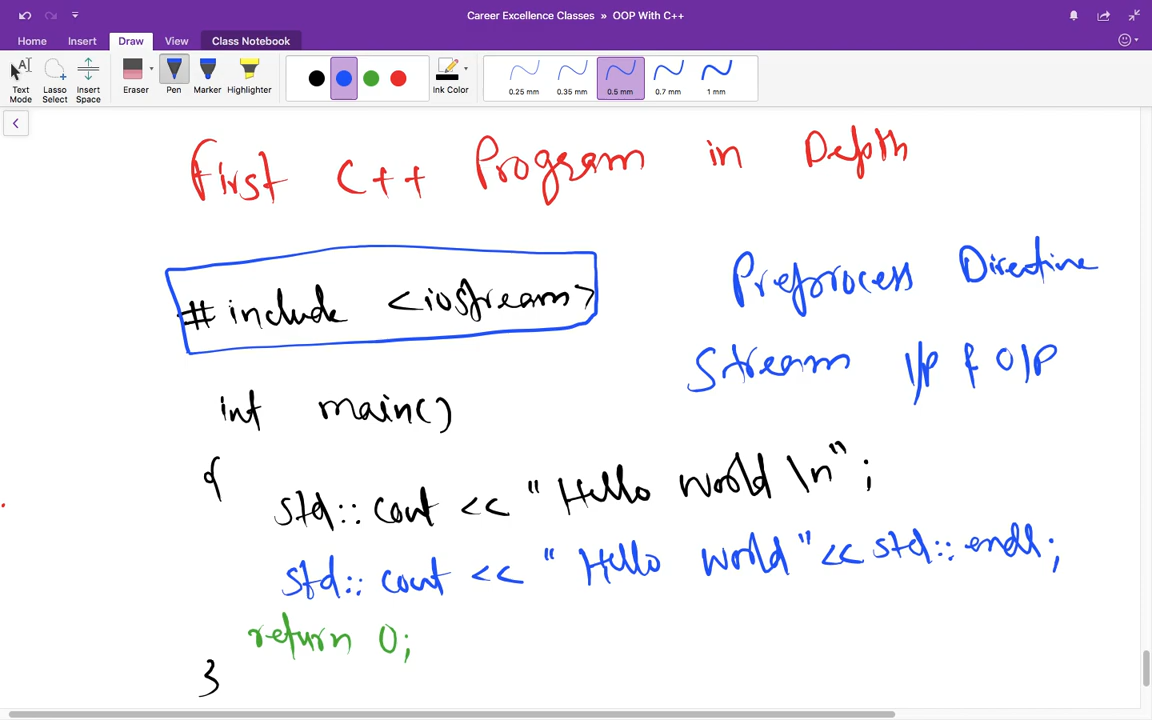 Career Excellence Classes » OOP With C++
Home Insert Draw View Class Notebook
Text Mode Lasso Select Insert Space Eraser Pen Marker Highlighter Ink Color 0.25 mm 0.35 mm 0.5 mm 0.7 mm 1 mm
First C++ Program in Depth
#include <iostream> Preprocess Directive
Stream I/P & O/P
int main()
{
std::cout << "Hello world \n";
std::cout << "Hello world"<< std::endl;
return 0;
}